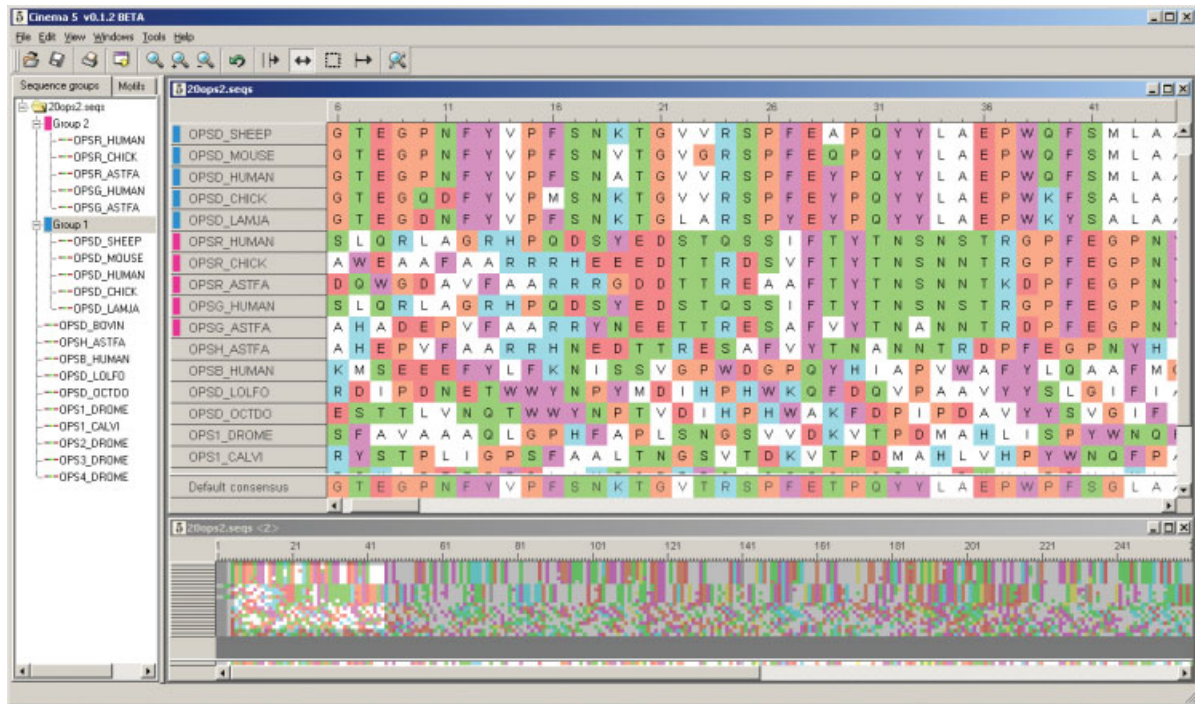 Cinema 5 v0.1.2 BETA
File Edit View Windows Tools Help
Sequence groups Motifs
20ops2.seqs
Group 2
OPSR_HUMAN
OPSR_CHICK
OPSR_ASTFA
OPSG_HUMAN
OPSG_ASTFA
Group 1
OPSD_SHEEP
OPSD_MOUSE
OPSD_HUMAN
OPSD_CHICK
OPSD_LAMJA
OPSD_BOVIN
OPSH_ASTFA
OPSB_HUMAN
OPSD_LOLFO
OPSD_OCTDO
OPS1_DROME
OPS1_CALVI
OPS2_DROME
OPS3_DROME
OPS4_DROME
20ops2.seqs
6 11 16 21 26 31 36 41
OPSD_SHEEP G T E G P N F Y V P F S N K T G V V R S P F E A P Q Y Y L A E P W Q F S M L A
OPSD_MOUSE G T E G P N F Y V P F S N V T G V G R S P F E Q P Q Y Y L A E P W Q F S M L A
OPSD_HUMAN G T E G P N F Y V P F S N A T G V V R S P F E Y P Q Y Y L A E P W Q F S M L A
OPSD_CHICK G T E G Q D F Y V P M S N K T G V V R S P F E Y P Q Y Y L A E P W K F S A L A
OPSD_LAMJA G T E G D N F Y V P F S N K T G L A R S P Y E Y P Q Y Y L A E P W K Y S A L A
OPSR_HUMAN S L Q R L A G R H P Q D S Y E D S T Q S S I F T Y T N S N S T R G P F E G P N
OPSR_CHICK A W E A A F A A R R R H E E E D T T R D S V F T Y T N S N N T R G P F E G P N
OPSR_ASTFA D Q W G D A V F A A R R R G D D T T R E A A F T Y T N S N N T K D P F E G P N
OPSG_HUMAN S L Q R L A G R H P Q D S Y E D S T Q S S I F T Y T N S N S T R G P F E G P N
OPSG_ASTFA A H A D E P V F A A R R Y N E E T T R E S A F V Y T N A N N T R D P F E G P N
OPSH_ASTFA A H E P V F A A R R H N E D T T R E S A F V Y T N A N N T R D P F E G P N Y H
OPSB_HUMAN K M S E E E F Y L F K N I S S V G P W D G P Q Y H I A P V W A F Y L Q A A F M
OPSD_LOLFO R D I P D N E T W W Y N P Y M D I H P H W K Q F D Q V P A A V Y Y S L G I F I
OPSD_OCTDO E S T T L V N Q T W W Y N P T V D I H P H W A K F D P I P D A V Y Y S V G I F
OPS1_DROME S F A V A A A Q L G P H F A P L S N G S V V D K V T P D M A H L I S P Y W N Q
OPS1_CALVI R Y S T P L I G P S F A A L T N G S V T D K V T P D M A H L V H P Y W N Q F P
Default consensus G T E G P N F Y V P F S N K T G V T R S P F E T P Q Y Y L A E P W P F S G L A
20ops2.seqs <2>
1 21 41 61 81 101 121 141 161 181 201 221 241